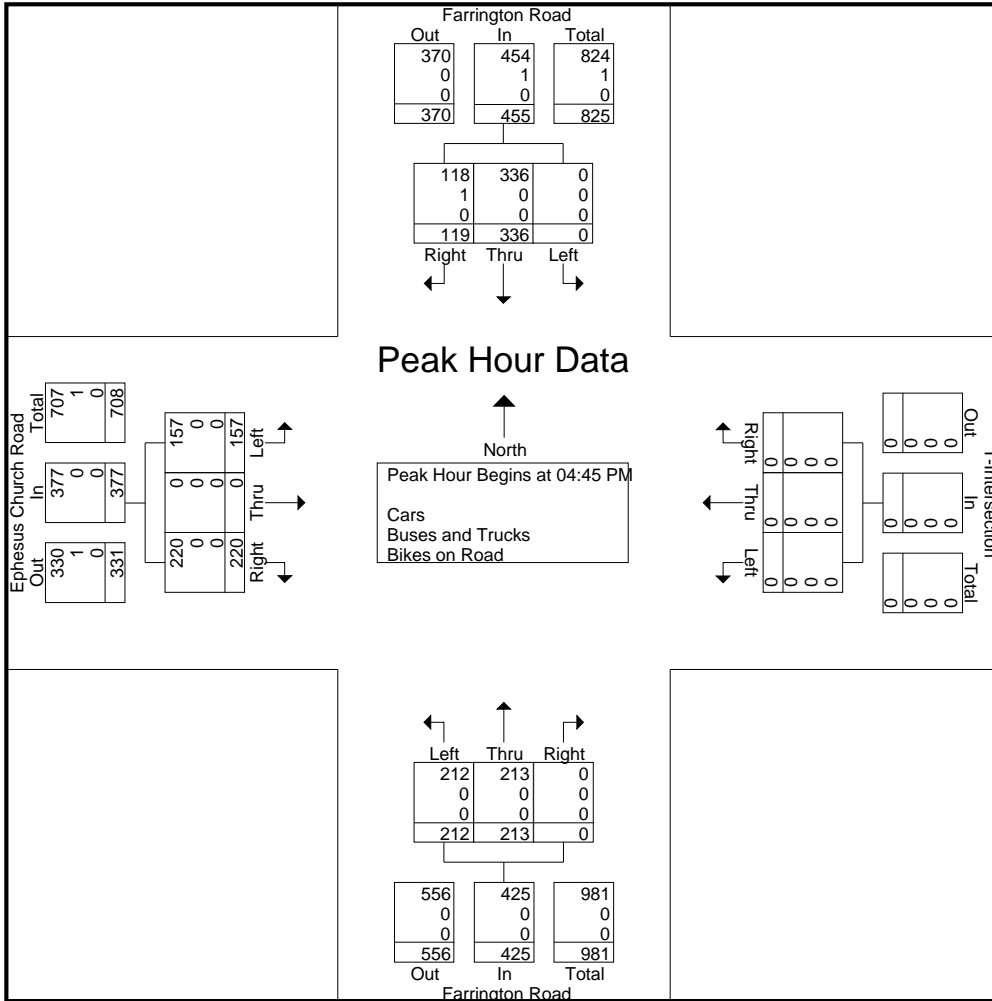 Farrington Road
Out In Total
370 454 824
0 1 1
0 0 0
370 455 825
118 336 0
1 0 0
0 0 0
119 336 0
Right Thru Left
Peak Hour Data
North
Peak Hour Begins at 04:45 PM
Cars
Buses and Trucks
Bikes on Road
Ephesus Church Road
Total
707 1 0 708
In
377 0 0 377
Out
330 1 0 331
Left
157 0 0 157
Thru
0 0 0 0
Right
220 0 0 220
Right
0 0 0 0
Thru
0 0 0 0
Left
0 0 0 0
Out
0 0 0 0
In
0 0 0 0
Total
0 0 0 0
T-Intersection
Left Thru Right
212 213 0
0 0 0
0 0 0
212 213 0
556 425 981
0 0 0
0 0 0
556 425 981
Out In Total
Farrington Road